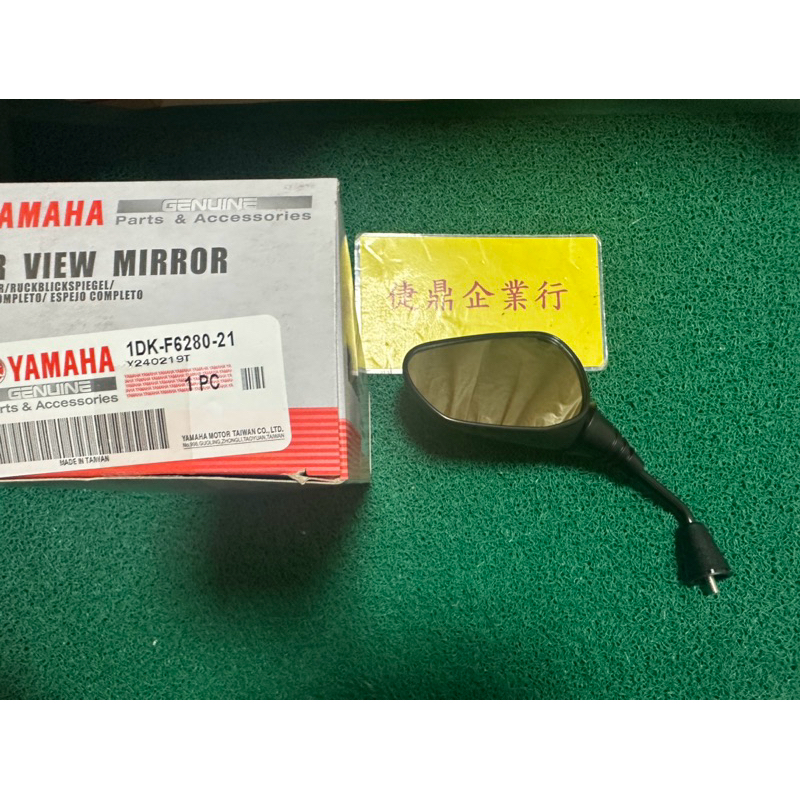 YAMAHA
GENUINE
Parts & Accessories
R VIEW MIRROR
R/RÜCKBLICKSPIEGEL/
OMPLETO/ ESPEJO COMPLETO
YAMAHA
GENUINE
arts & Accessories
1DK-F6280-21
Y240219T
1 PC
YAMAHA MOTOR TAIWAN CO., LTD.
MADE IN TAIWAN
倢鼎企業行